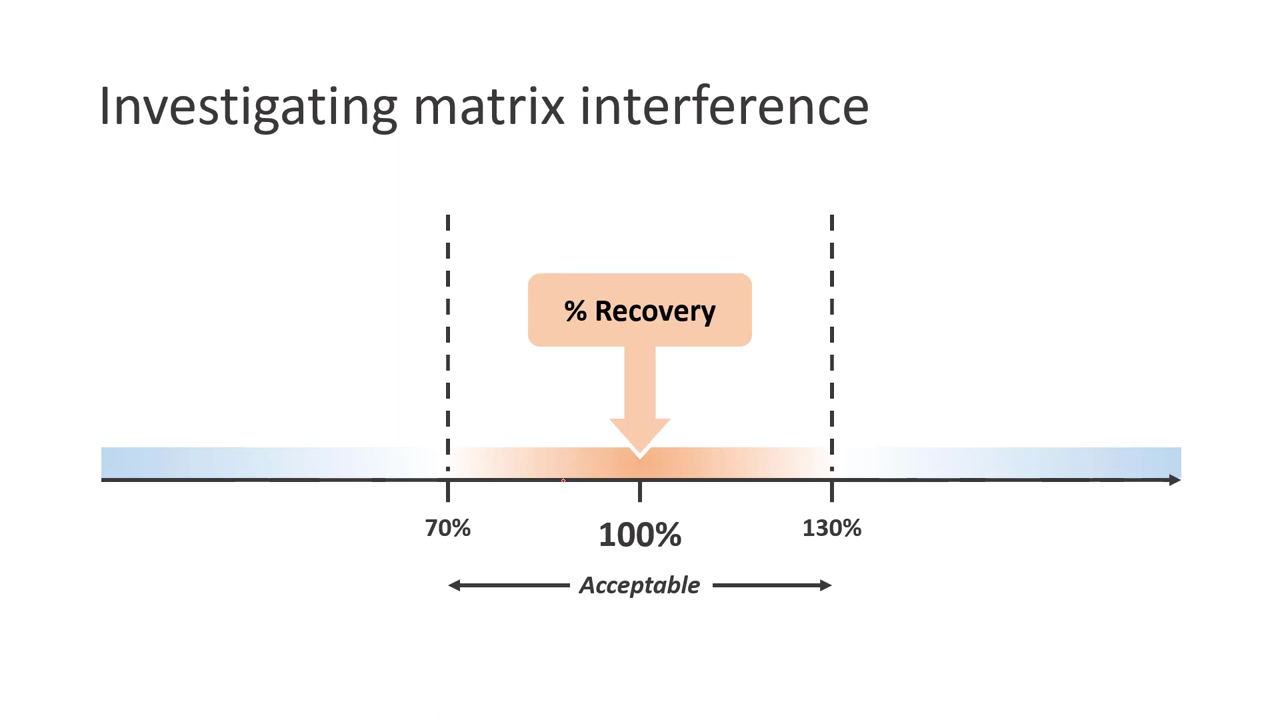 Investigating matrix interference
% Recovery
70%
100%
130%
Acceptable